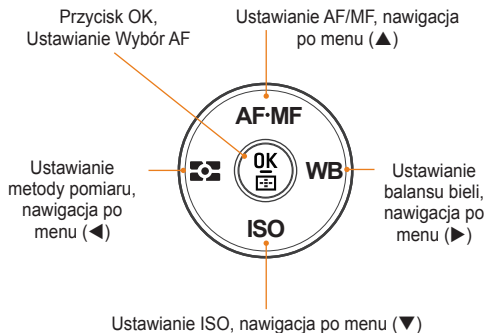 Przycisk OK,
Ustawianie Wybór AF
Ustawianie AF/MF, nawigacja
po menu (▲)
AF·MF
OK
WB
ISO
Ustawianie
metody pomiaru,
nawigacja po
menu (◀)
Ustawianie
balansu bieli,
nawigacja po
menu (▶)
Ustawianie ISO, nawigacja po menu (▼)